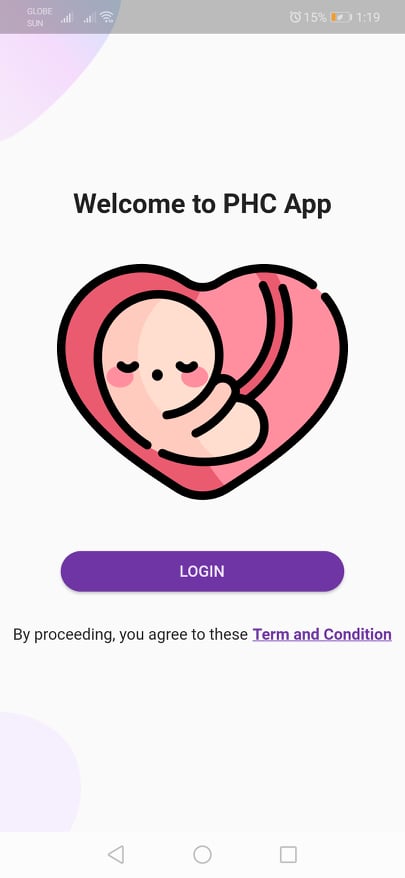 GLOBE
SUN
15% 1:19
Welcome to PHC App
LOGIN
By proceeding, you agree to these Term and Condition